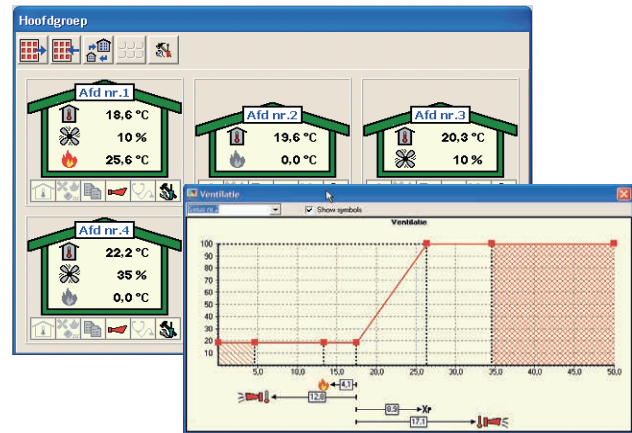 Hoofdgroep
Afd nr.1
18,6 °C
10 %
25,6 °C
Afd nr.2
19,6 °C
0,0 °C
Afd nr.3
20,3 °C
10 %
Afd nr.4
22,2 °C
35 %
0,0 °C
Ventilatie
Show symbols
Ventilatie
100
90
80
70
60
50
40
30
20
10
5,0 10,0 15,0 20,0 25,0 30,0 35,0 40,0 45,0 50,0
4,1
12,8
8,9 Xp
17,1